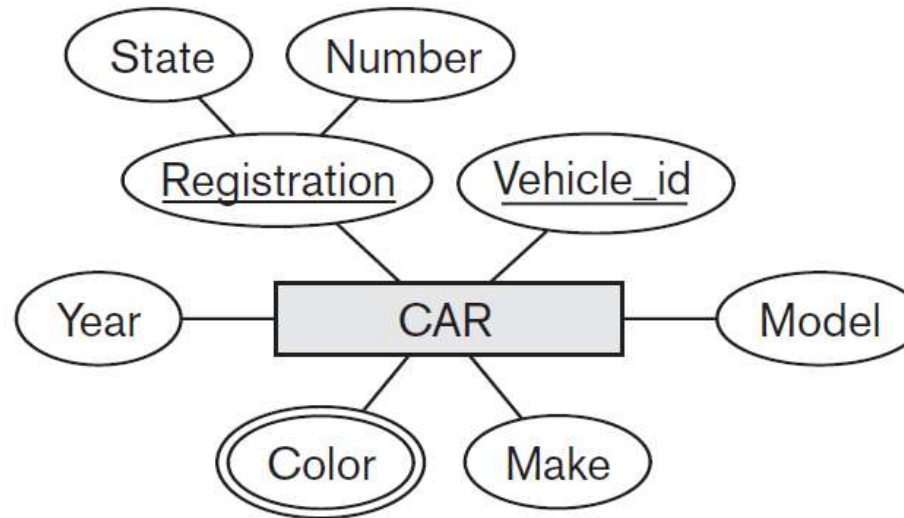 State
Number
Registration
Vehicle_id
Year
CAR
Model
Color
Make